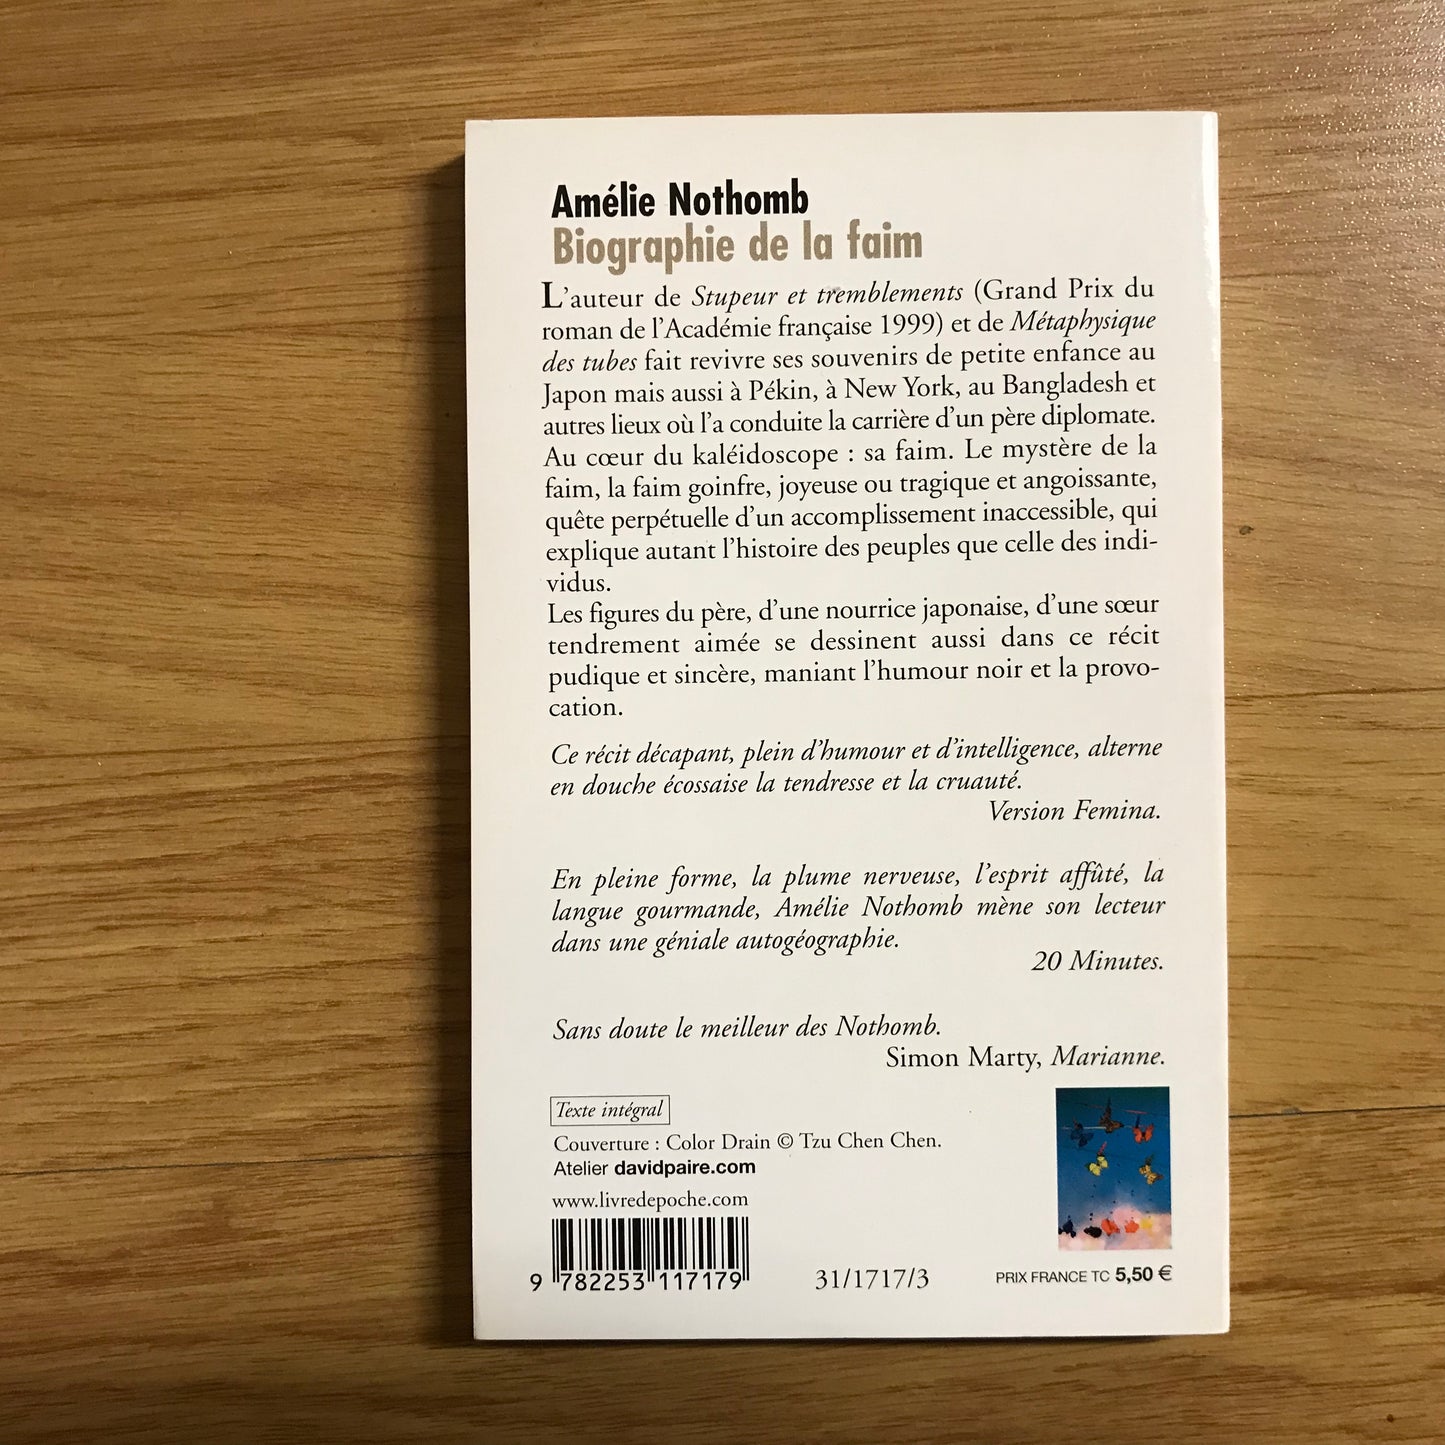 Amélie Nothomb
Biographie de la faim
L'auteur de Stupeur et tremblements (Grand Prix du
roman de l'Académie française 1999) et de Métaphysique
des tubes fait revivre ses souvenirs de petite enfance au
Japon mais aussi à Pékin, à New York, au Bangladesh et
autres lieux où l'a conduite la carrière d'un père diplomate.
Au cœur du kaléidoscope : sa faim. Le mystère de la
faim, la faim goinfre, joyeuse ou tragique et angoissante,
quête perpétuelle d'un accomplissement inaccessible, qui
explique autant l'histoire des peuples que celle des indi-
vidus.
Les figures du père, d'une nourrice japonaise, d'une sœur
tendrement aimée se dessinent aussi dans ce récit
pudique et sincère, maniant l'humour noir et la provo-
cation.
Ce récit décapant, plein d'humour et d'intelligence, alterne
en douche écossaise la tendresse et la cruauté.
Version Femina.
En pleine forme, la plume nerveuse, l'esprit affûté, la
langue gourmande, Amélie Nothomb mène son lecteur
dans une géniale autogéographie.
20 Minutes.
Sans doute le meilleur des Nothomb.
Simon Marty, Marianne.
Texte intégral
Couverture : Color Drain © Tzu Chen Chen.
Atelier davidpaire.com
www.livredepoche.com
9 782253 117179
31/1717/3
PRIX FRANCE TC 5,50 €